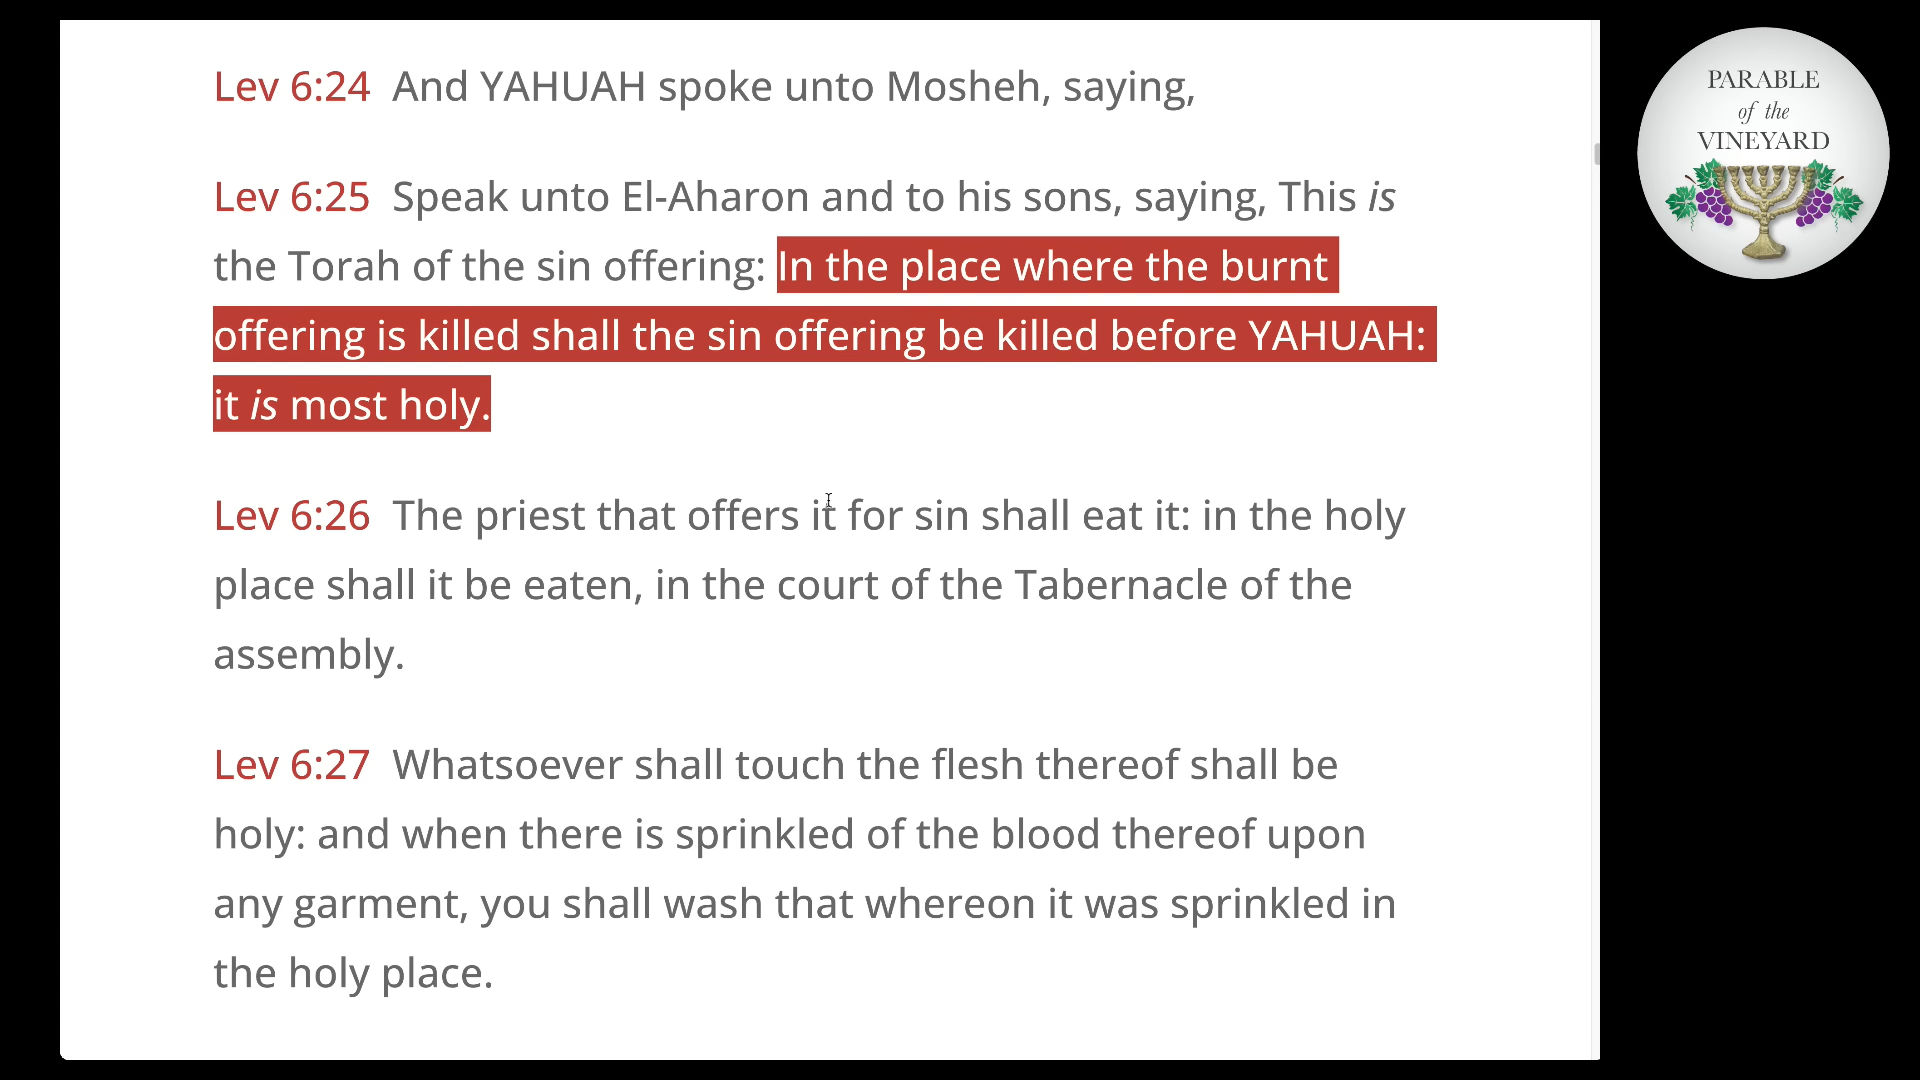 Lev 6:24 And YAHUAH spoke unto Mosheh, saying,
Lev 6:25 Speak unto El-Aharon and to his sons, saying, This is
the Torah of the sin offering: In the place where the burnt
offering is killed shall the sin offering be killed before YAHUAH:
it is most holy.
Lev 6:26 The priest that offers it for sin shall eat it: in the holy
place shall it be eaten, in the court of the Tabernacle of the
assembly.
Lev 6:27 Whatsoever shall touch the flesh thereof shall be
holy: and when there is sprinkled of the blood thereof upon
any garment, you shall wash that whereon it was sprinkled in
the holy place.
PARABLE
of the
VINEYARD